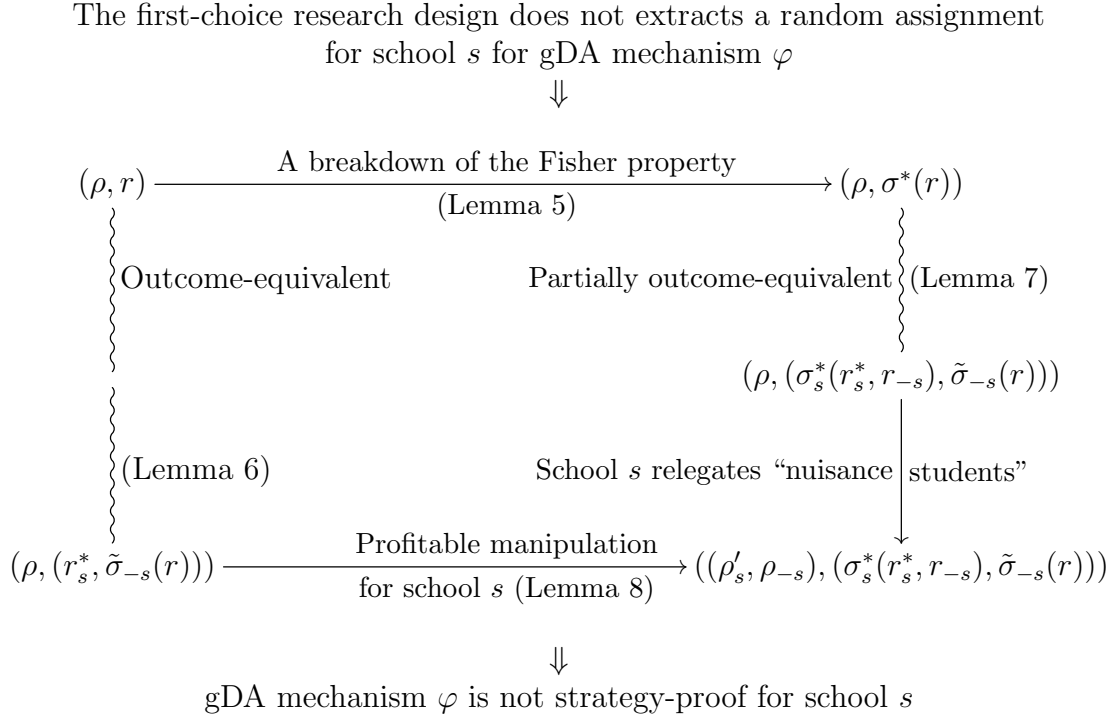 The first-choice research design does not extracts a random assignment
for school s for gDA mechanism φ
⇓
A breakdown of the Fisher property
(ρ, r)
(ρ, σ*(r))
(Lemma 5)
Outcome-equivalent
Partially outcome-equivalent
(Lemma 7)
(ρ, (σ*_s(r*_s, r_{-s}), σ̃_{-s}(r)))
(Lemma 6)
School s relegates “nuisance students”
Profitable manipulation
(ρ, (r*_s, σ̃_{-s}(r)))
((ρ′_s, ρ_{-s}), (σ*_s(r*_s, r_{-s}), σ̃_{-s}(r)))
for school s (Lemma 8)
⇓
gDA mechanism φ is not strategy-proof for school s